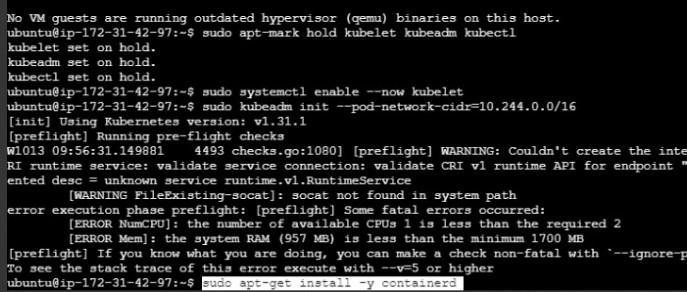 No VM guests are running outdated hypervisor (qemu) binaries on this host.
ubuntu@ip-172-31-42-97:~$ sudo apt-mark hold kubelet kubeadm kubectl
kubelet set on hold.
kubeadm set on hold.
kubectl set on hold.
ubuntu@ip-172-31-42-97:~$ sudo systemctl enable --now kubelet
ubuntu@ip-172-31-42-97:~$ sudo kubeadm init --pod-network-cidr=10.244.0.0/16
[init] Using Kubernetes version: v1.31.1
[preflight] Running pre-flight checks
W1013 09:56:31.149881    4493 checks.go:1080] [preflight] WARNING: Couldn't create the inte
RI runtime service: validate service connection: validate CRI v1 runtime API for endpoint "
ented desc = unknown service runtime.v1.RuntimeService
        [WARNING FileExisting-socat]: socat not found in system path
error execution phase preflight: [preflight] Some fatal errors occurred:
        [ERROR NumCPU]: the number of available CPUs 1 is less than the required 2
        [ERROR Mem]: the system RAM (957 MB) is less than the minimum 1700 MB
[preflight] If you know what you are doing, you can make a check non-fatal with `--ignore-p
To see the stack trace of this error execute with --v=5 or higher
ubuntu@ip-172-31-42-97:~$ sudo apt-get install -y containerd